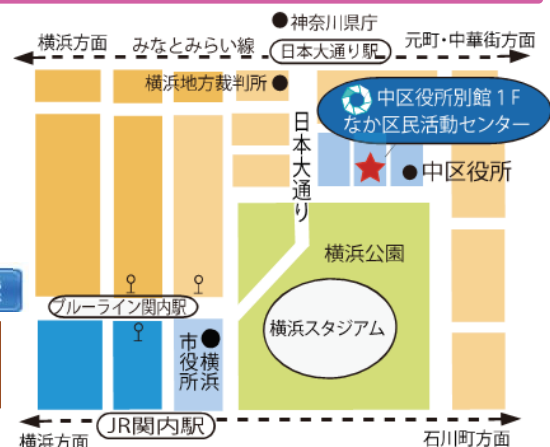 ●神奈川県庁
横浜方面
みなとみらい線
日本大通り駅
元町・中華街方面
横浜地方裁判所●
中区役所別館1F
なか区民活動センター
日本大通り
●中区役所
横浜公園
ブルーライン関内駅
横浜スタジアム
●横浜
市役所
JR関内駅
横浜方面
石川町方面